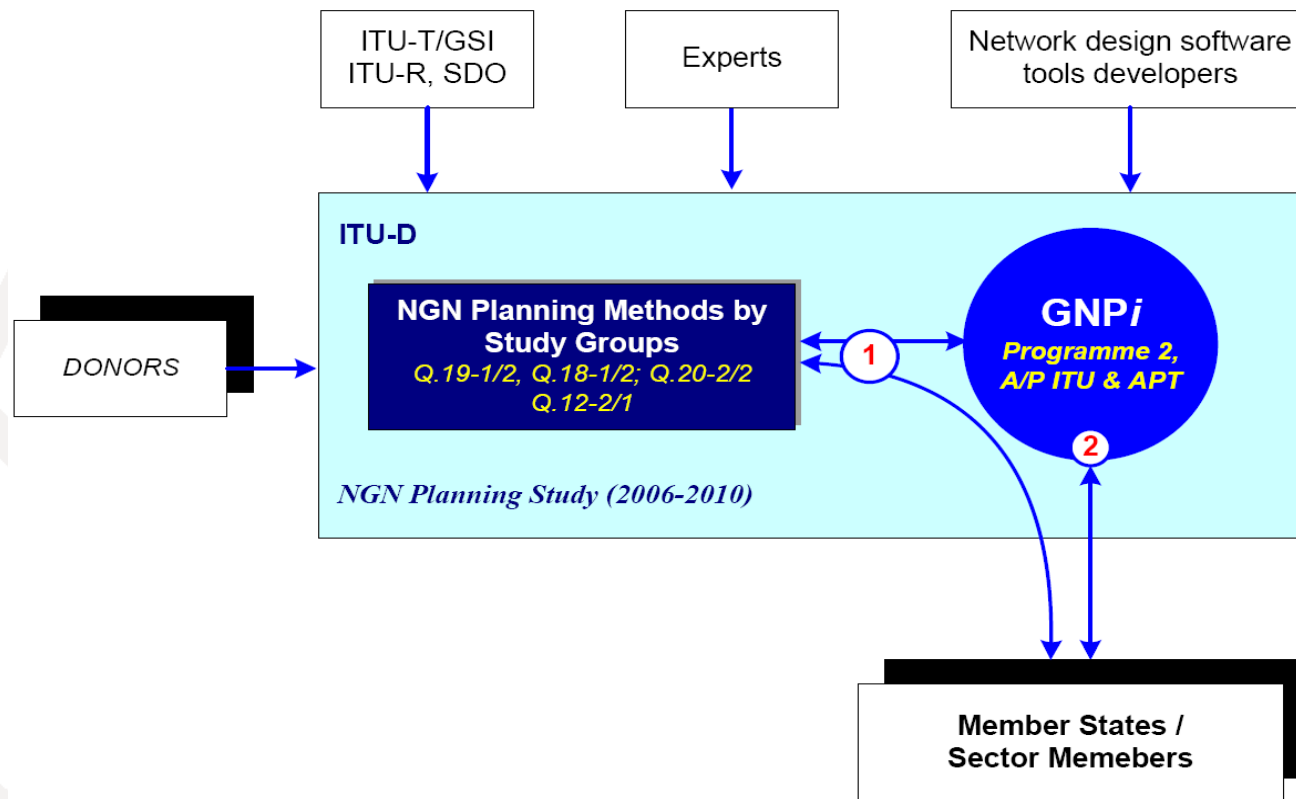 ITU-T/GSI
ITU-R, SDO
Experts
Network design software
tools developers
ITU-D
NGN Planning Methods by
Study Groups
Q.19-1/2, Q.18-1/2; Q.20-2/2
Q.12-2/1
GNPi
Programme 2,
A/P ITU & APT
1
2
DONORS
NGN Planning Study (2006-2010)
Member States /
Sector Memebers